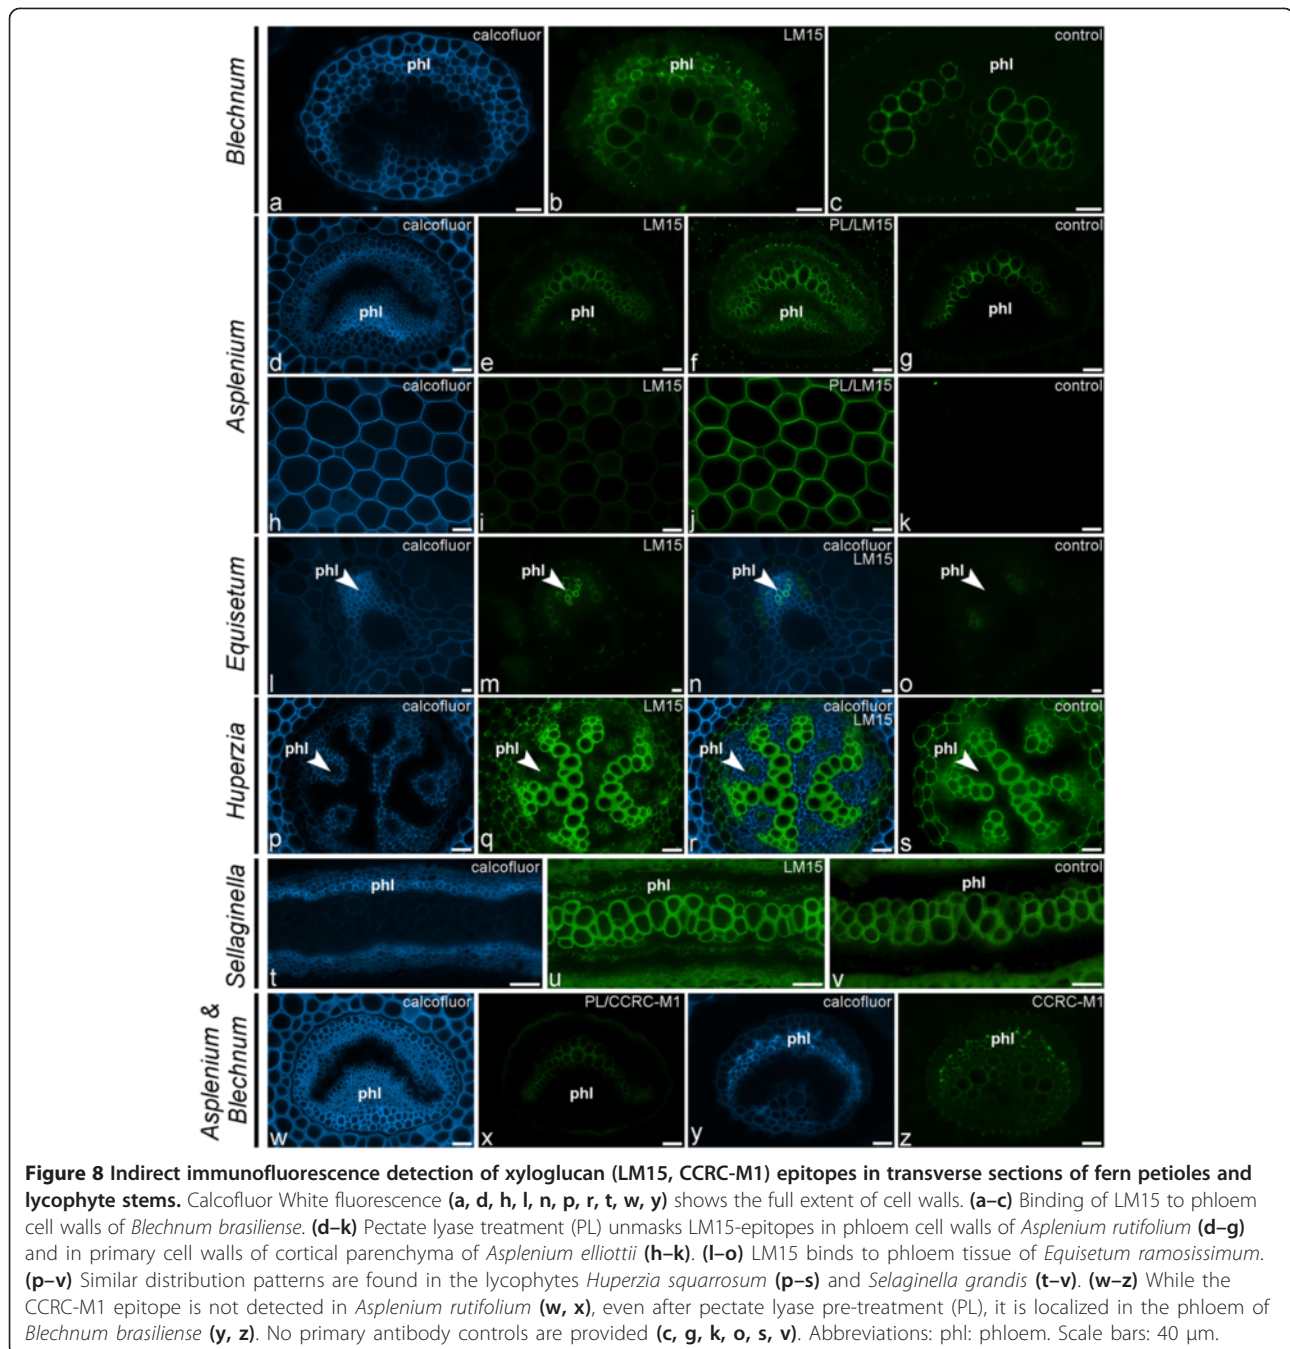 Blechnum
calcofluor
phl
a
LM15
phl
b
control
phl
c
Asplenium
calcofluor
phl
d
LM15
phl
e
PL/LM15
phl
f
control
phl
g
calcofluor
h
LM15
i
PL/LM15
j
control
k
Equisetum
calcofluor
phl
l
LM15
phl
m
calcofluor
LM15
phl
n
control
phl
o
Huperzia
calcofluor
phl
p
LM15
phl
q
calcofluor
LM15
phl
r
control
phl
s
Sellaginella
calcofluor
phl
t
LM15
phl
u
control
phl
v
Asplenium &
Blechnum
calcofluor
phl
w
PL/CCRC-M1
phl
x
calcofluor
phl
y
CCRC-M1
phl
z
Figure 8 Indirect immunofluorescence detection of xyloglucan (LM15, CCRC-M1) epitopes in transverse sections of fern petioles and
lycophyte stems. Calcofluor White fluorescence (a, d, h, l, n, p, r, t, w, y) shows the full extent of cell walls. (a–c) Binding of LM15 to phloem
cell walls of Blechnum brasiliense. (d–k) Pectate lyase treatment (PL) unmasks LM15-epitopes in phloem cell walls of Asplenium rutifolium (d–g)
and in primary cell walls of cortical parenchyma of Asplenium elliottii (h–k). (l–o) LM15 binds to phloem tissue of Equisetum ramosissimum.
(p–v) Similar distribution patterns are found in the lycophytes Huperzia squarrosum (p–s) and Selaginella grandis (t–v). (w–z) While the
CCRC-M1 epitope is not detected in Asplenium rutifolium (w, x), even after pectate lyase pre-treatment (PL), it is localized in the phloem of
Blechnum brasiliense (y, z). No primary antibody controls are provided (c, g, k, o, s, v). Abbreviations: phl: phloem. Scale bars: 40 μm.